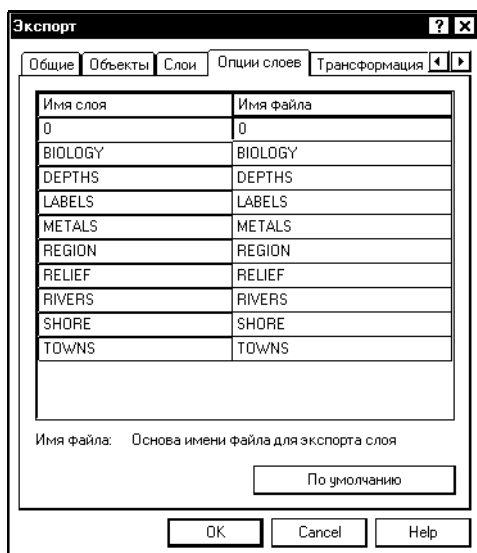 Экспорт
Общие Объекты Слои Опции слоев Трансформация
Имя слоя Имя файла
0 0
BIOLOGY BIOLOGY
DEPTHS DEPTHS
LABELS LABELS
METALS METALS
REGION REGION
RELIEF RELIEF
RIVERS RIVERS
SHORE SHORE
TOWNS TOWNS
Имя файла: Основа имени файла для экспорта слоя
По умолчанию
OK Cancel Help